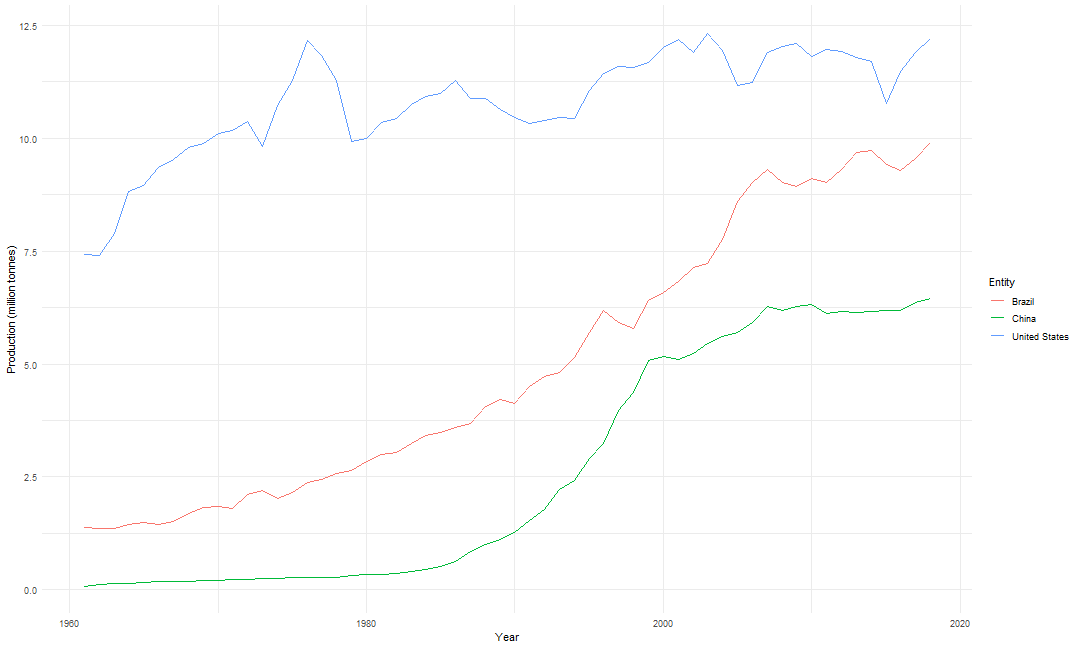 12.5
10.0
7.5
5.0
2.5
0.0
Production (million tonnes)
1960
1980
2000
2020
Year
Entity
Brazil
China
United States